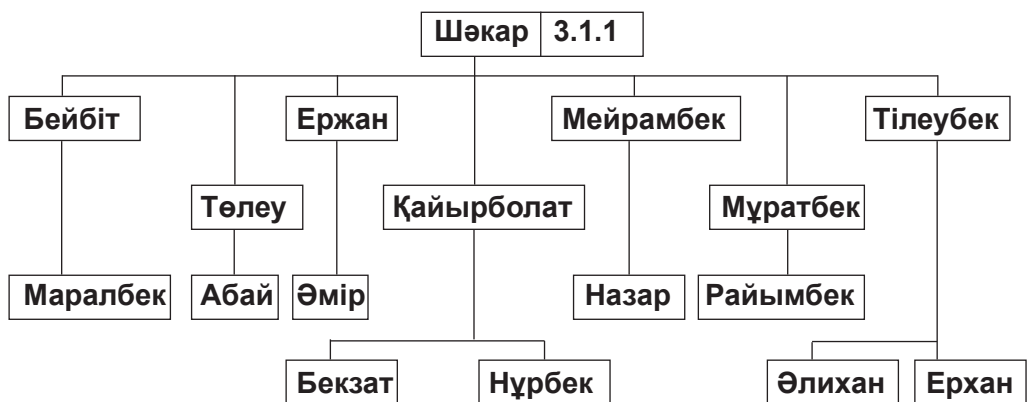 Шәкар 3.1.1
Бейбіт Ержан Мейрамбек Тілеубек
Төлеу Қайырболат Мұратбек
Маралбек Абай Әмір Назар Райымбек
Бекзат Нұрбек Әлихан Ерхан